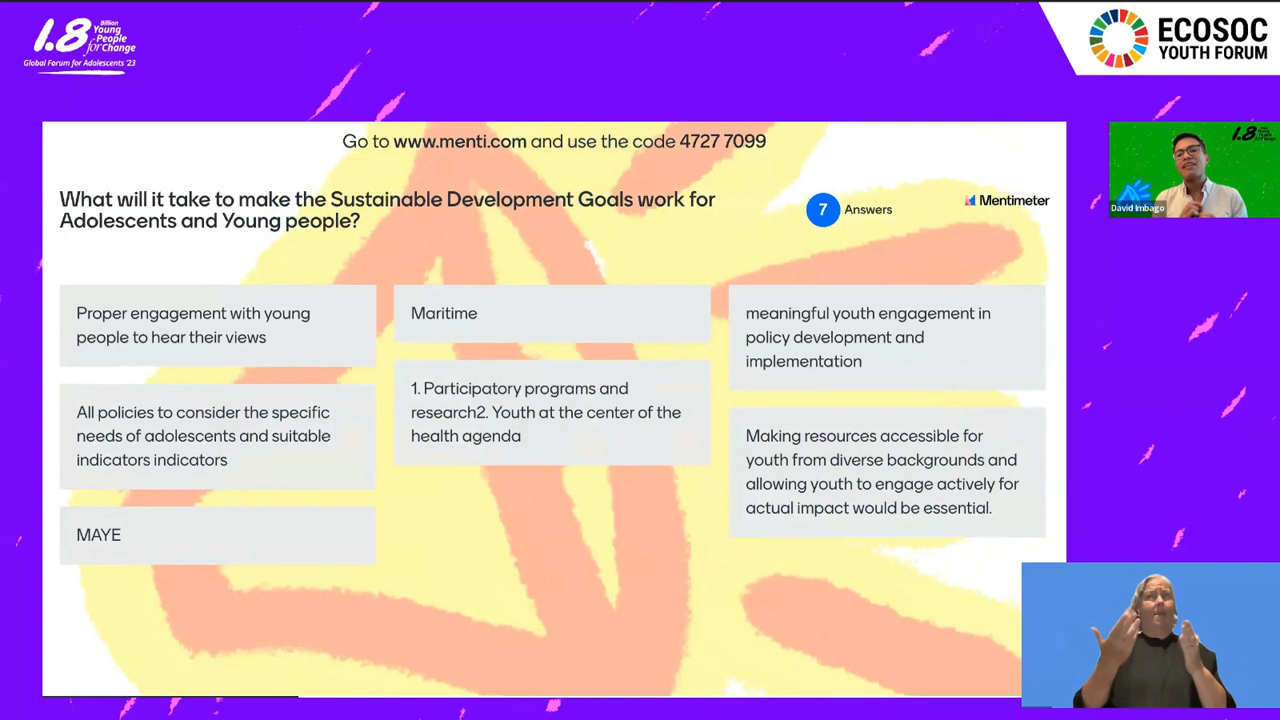 1.8
Billion
Young
People
for Change
Global Forum for Adolescents '23
ECOSOC
YOUTH FORUM
Go to www.menti.com and use the code 4727 7099
What will it take to make the Sustainable Development Goals work for
Adolescents and Young people?
7 Answers
Mentimeter
Proper engagement with young
people to hear their views
All policies to consider the specific
needs of adolescents and suitable
indicators indicators
MAYE
Maritime
1. Participatory programs and
research2. Youth at the center of the
health agenda
meaningful youth engagement in
policy development and
implementation
Making resources accessible for
youth from diverse backgrounds and
allowing youth to engage actively for
actual impact would be essential.
1.8
David Imbago